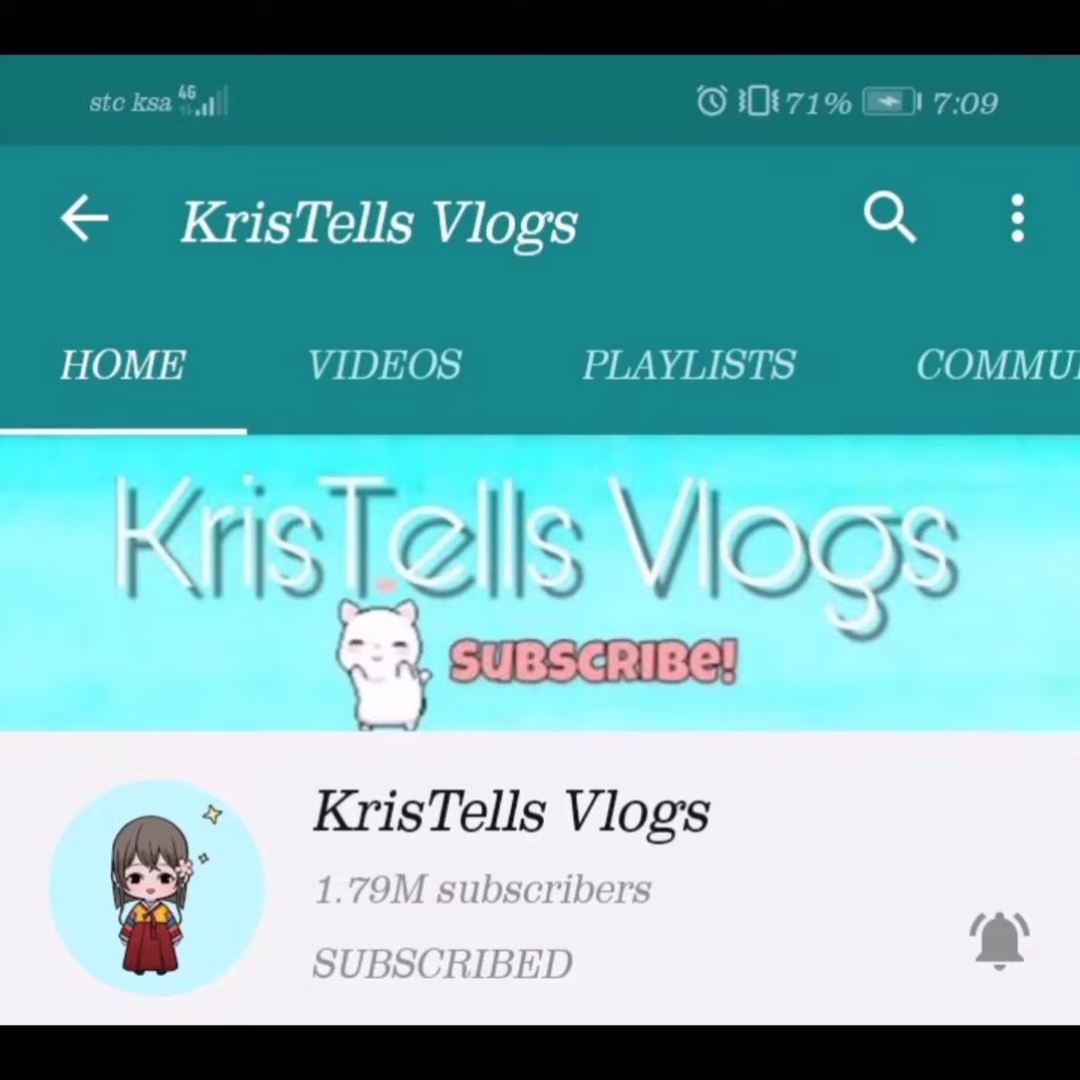 stc ksa 4G 71% 7:09
KrisTells Vlogs
HOME VIDEOS PLAYLISTS COMMU
KrisTells Vlogs
SUBSCRIBE!
KrisTells Vlogs
1.79M subscribers
SUBSCRIBED